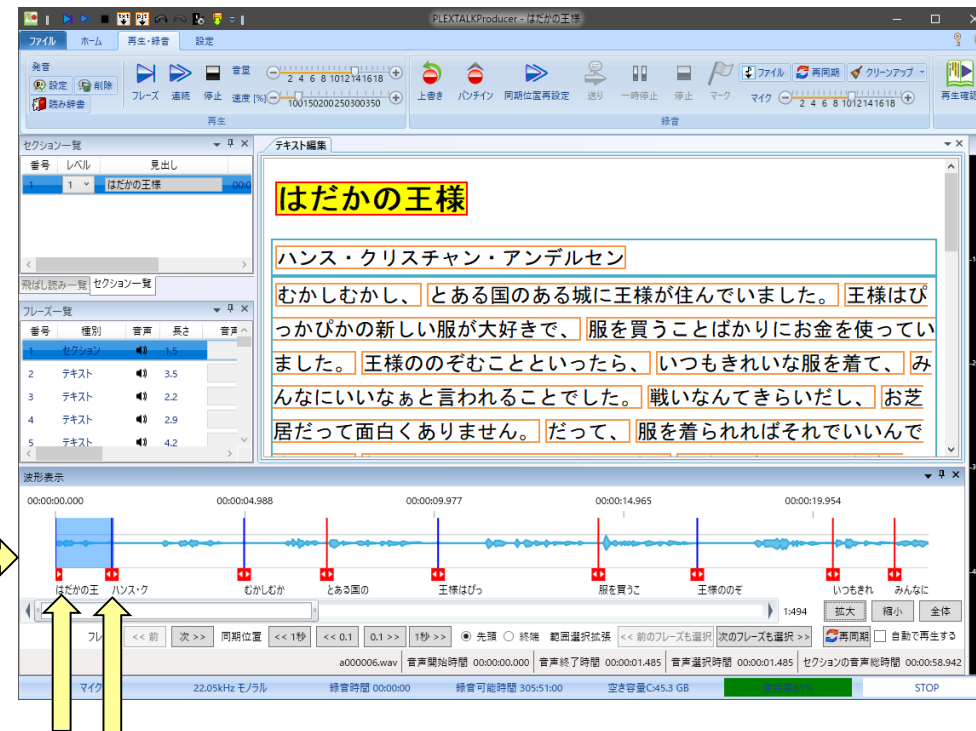 PLEXTALKProducer - はだかの王様
ファイル ホーム 再生・録音 設定
発音
設定 削除
読み辞書
フレーズ 連続 停止
音量 2 4 6 8 1012141618
速度 [%] 100150200250300350
再生
上書き パンチイン 同期位置再設定 送り 一時停止 停止 マーク
ファイル 再同期 クリーンアップ
マイク 2 4 6 8 1012141618
録音
再生確認
セクション一覧
番号 レベル 見出し
1 1 はだかの王様 00:0
飛ばし読み一覧 セクション一覧
フレーズ一覧
番号 種別 音声 長さ 音声
1 セクション 1.5
2 テキスト 3.5
3 テキスト 2.2
4 テキスト 2.9
5 テキスト 4.2
テキスト編集
はだかの王様
ハンス・クリスチャン・アンデルセン
むかしむかし、 とある国のある城に王様が住んでいました。 王様はぴ
っかぴかの新しい服が大好きで、 服を買うことばかりにお金を使ってい
ました。 王様ののぞむことといったら、 いつもきれいな服を着て、 み
んなにいいなぁと言われることでした。 戦いなんてきらいだし、 お芝
居だって面白くありません。 だって、 服を着られればそれでいいんで
波形表示
00:00:00.000 00:00:04.988 00:00:09.977 00:00:14.965 00:00:19.954
はだかの王 ハンス・ク むかしむか とある国の 王様はぴっ 服を買うこ 王様ののぞ いつもきれ みんなに
1:494 拡大 縮小 全体
フレ << 前 次 >> 同期位置 << 1秒 << 0.1 0.1 >> 1秒 >> 先頭 終端 範囲選択拡張 << 前のフレーズも選択 次のフレーズも選択 >> 再同期 自動で再生する
a000006.wav 音声開始時間 00:00:00.000 音声終了時間 00:00:01.485 音声選択時間 00:00:01.485 セクションの音声総時間 00:00:58.942
マイク 22.05kHz モノラル 録音時間 00:00:00 録音可能時間 305:51:00 空き容量C:45.3 GB STOP